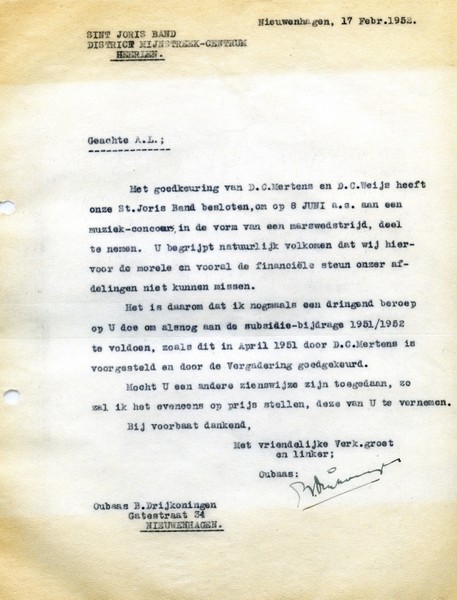 Nieuwenhagen, 17 Febr.1952.
SINT JORIS BAND
DISTRICT MIJNSTREEK-CENTRUM
HEERLEN.
Geachte A.L.;
Met goedkeuring van D.C.Mertens en D.C.Weijs heeft
onze St.Joris Band besloten,om op 8 JUNI a.s. aan een
muziek-concours, in de vorm van een marswedstrijd, deel
te nemen. U begrijpt natuurlijk volkomen dat wij hier-
voor de morele en vooral de financiële steun onzer af-
delingen niet kunnen missen.
Het is daarom dat ik nogmaals een dringend beroep
op U doe om alsnog aan de subsidie-bijdrage 1951/1952
te voldoen, zoals dit in April 1951 door D.C.Mertens is
voorgesteld en door de Vergadering goedgekeurd.
Mocht U een andere zienswijze zijn toegedaan, zo
zal ik het eveneens op prijs stellen, deze van U te vernemen.
Bij voorbaat dankend,
Met vriendelijke Verk.groet
en linker;
Oubaas:
Oubaas B.Drijkoningen
Gatestraat 34
NIEUWENHAGEN.